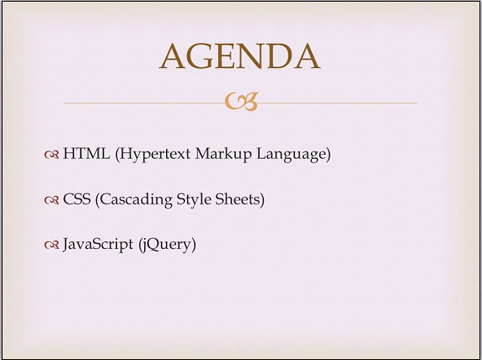 AGENDA
HTML (Hypertext Markup Language)
CSS (Cascading Style Sheets)
JavaScript (jQuery)